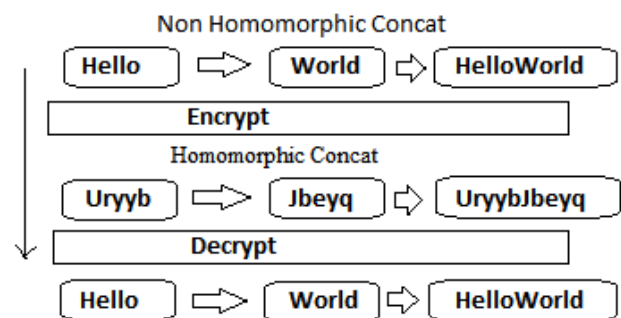 Non Homomorphic Concat
Hello World HelloWorld
Encrypt
Homomorphic Concat
Uryyb Jbeyq UryybJbeyq
Decrypt
Hello World HelloWorld